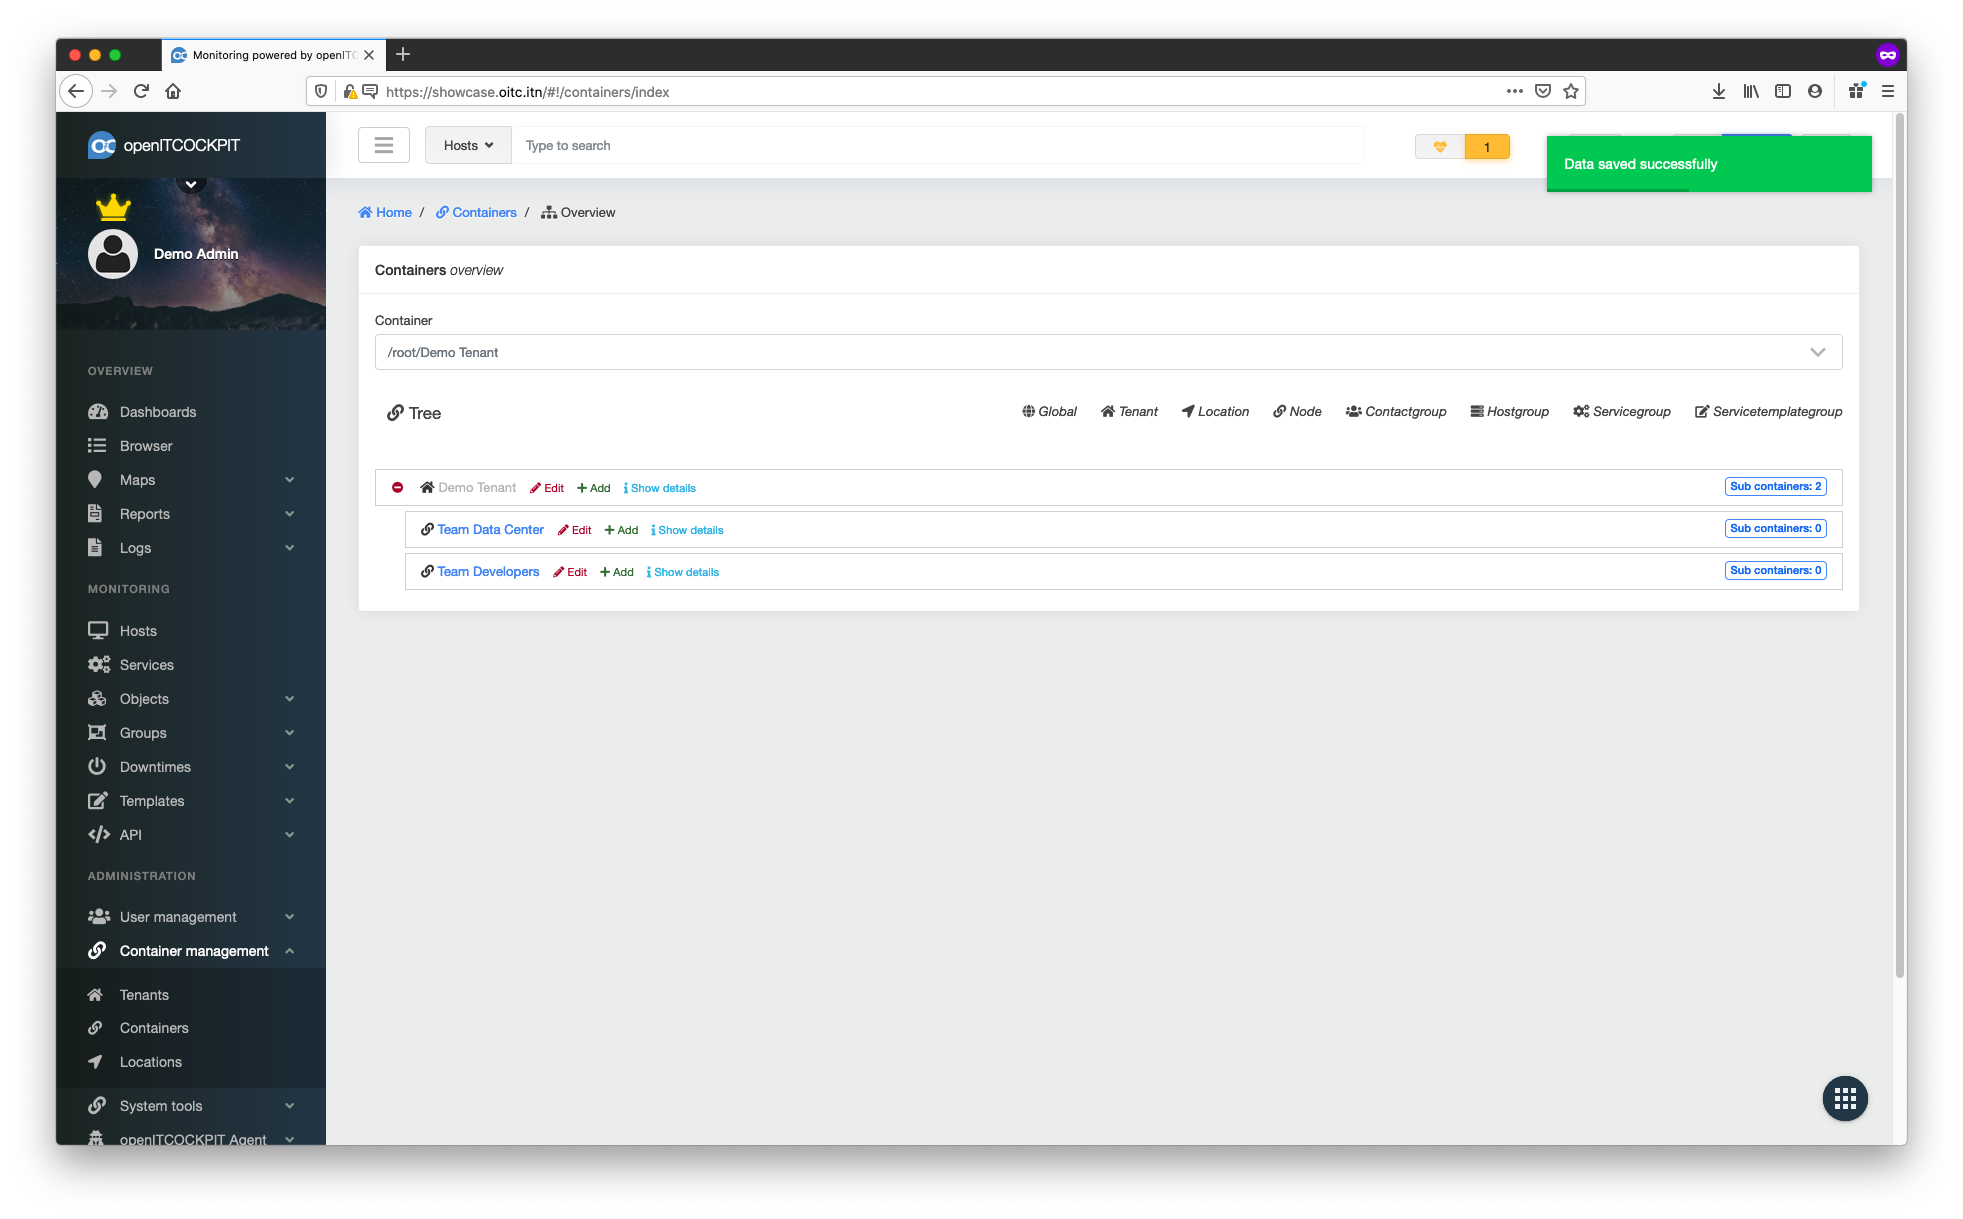 Monitoring powered by openITC
https://showcase.oitc.itn/#!/containers/index
openITCOCKPIT
Hosts
Type to search
1
Data saved successfully
Demo Admin
Home / Containers / Overview
Containers overview
Container
/root/Demo Tenant
Tree
Global Tenant Location Node Contactgroup Hostgroup Servicegroup Servicetemplategroup
Demo Tenant Edit Add Show details Sub containers: 2
Team Data Center Edit Add Show details Sub containers: 0
Team Developers Edit Add Show details Sub containers: 0
OVERVIEW
Dashboards
Browser
Maps
Reports
Logs
MONITORING
Hosts
Services
Objects
Groups
Downtimes
Templates
API
ADMINISTRATION
User management
Container management
Tenants
Containers
Locations
System tools
openITCOCKPIT Agent